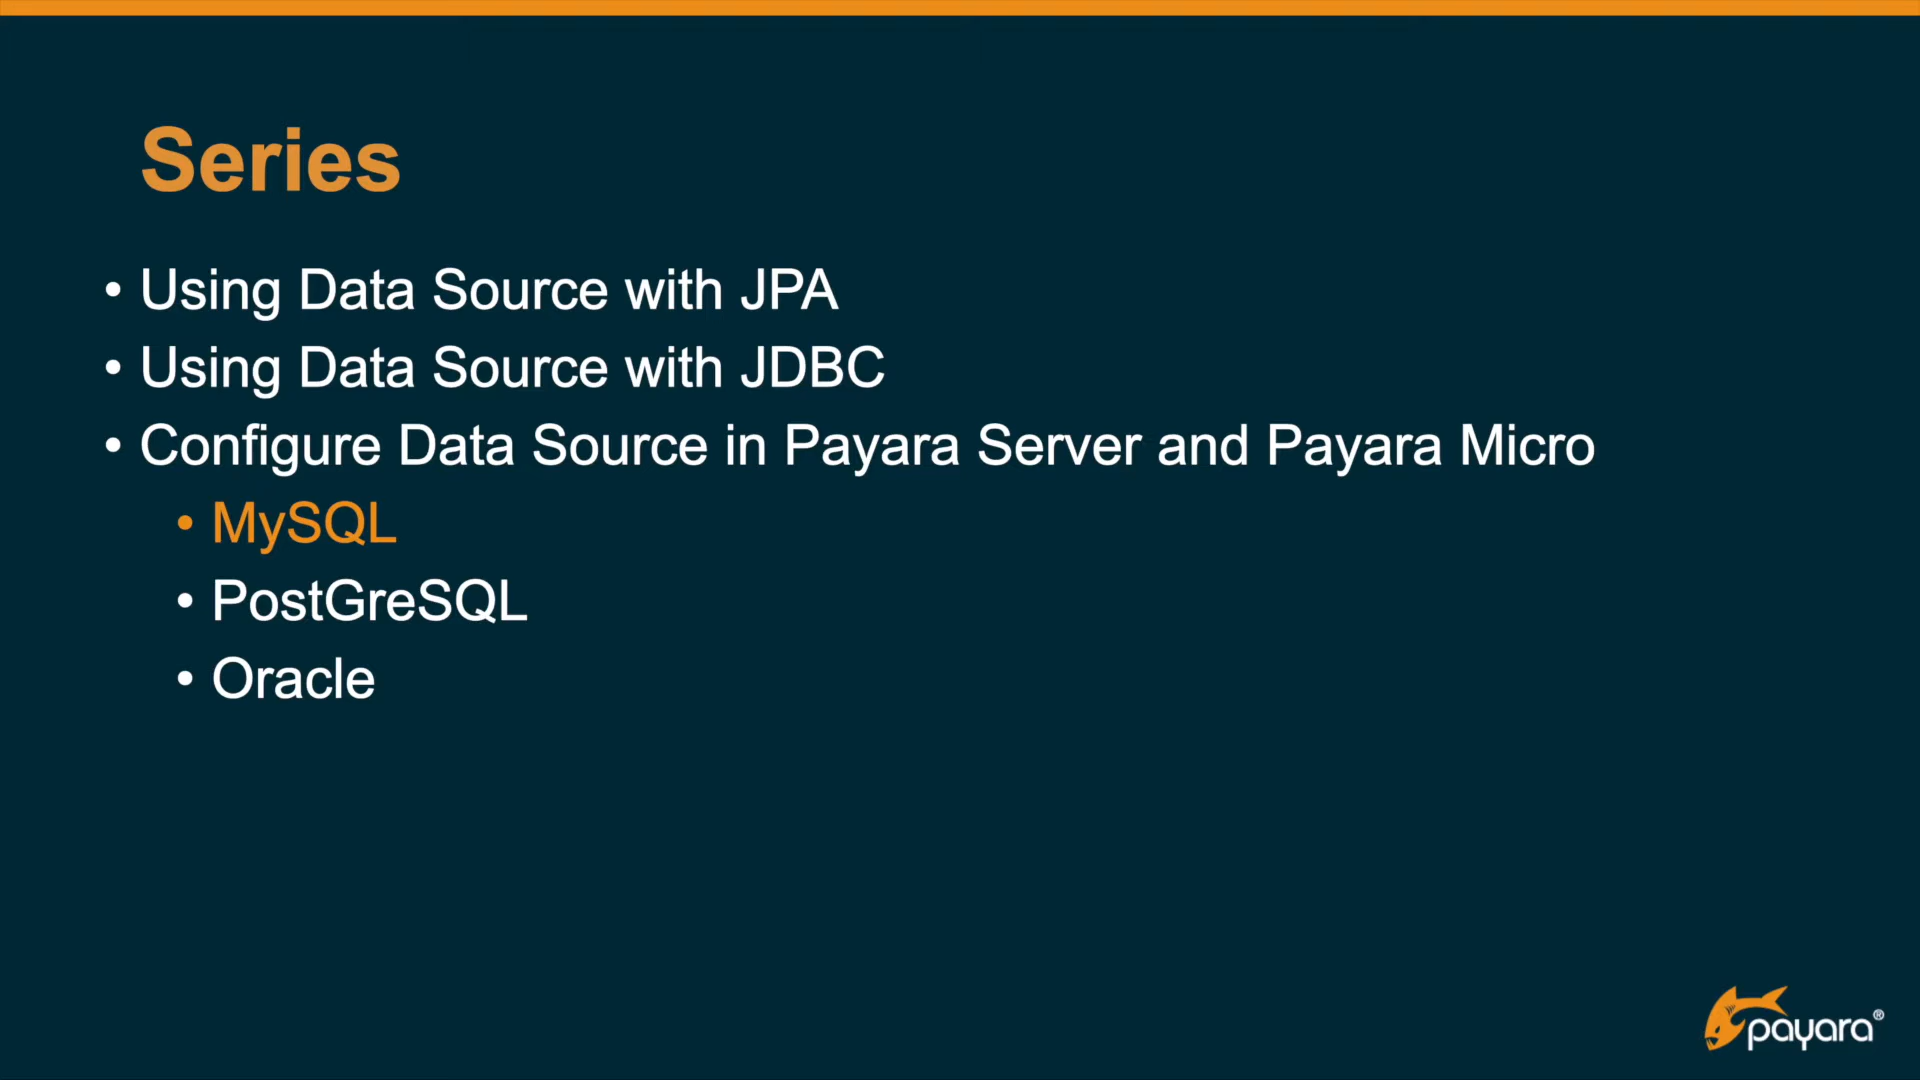 Series
• Using Data Source with JPA
• Using Data Source with JDBC
• Configure Data Source in Payara Server and Payara Micro
• MySQL
• PostGreSQL
• Oracle
payara®